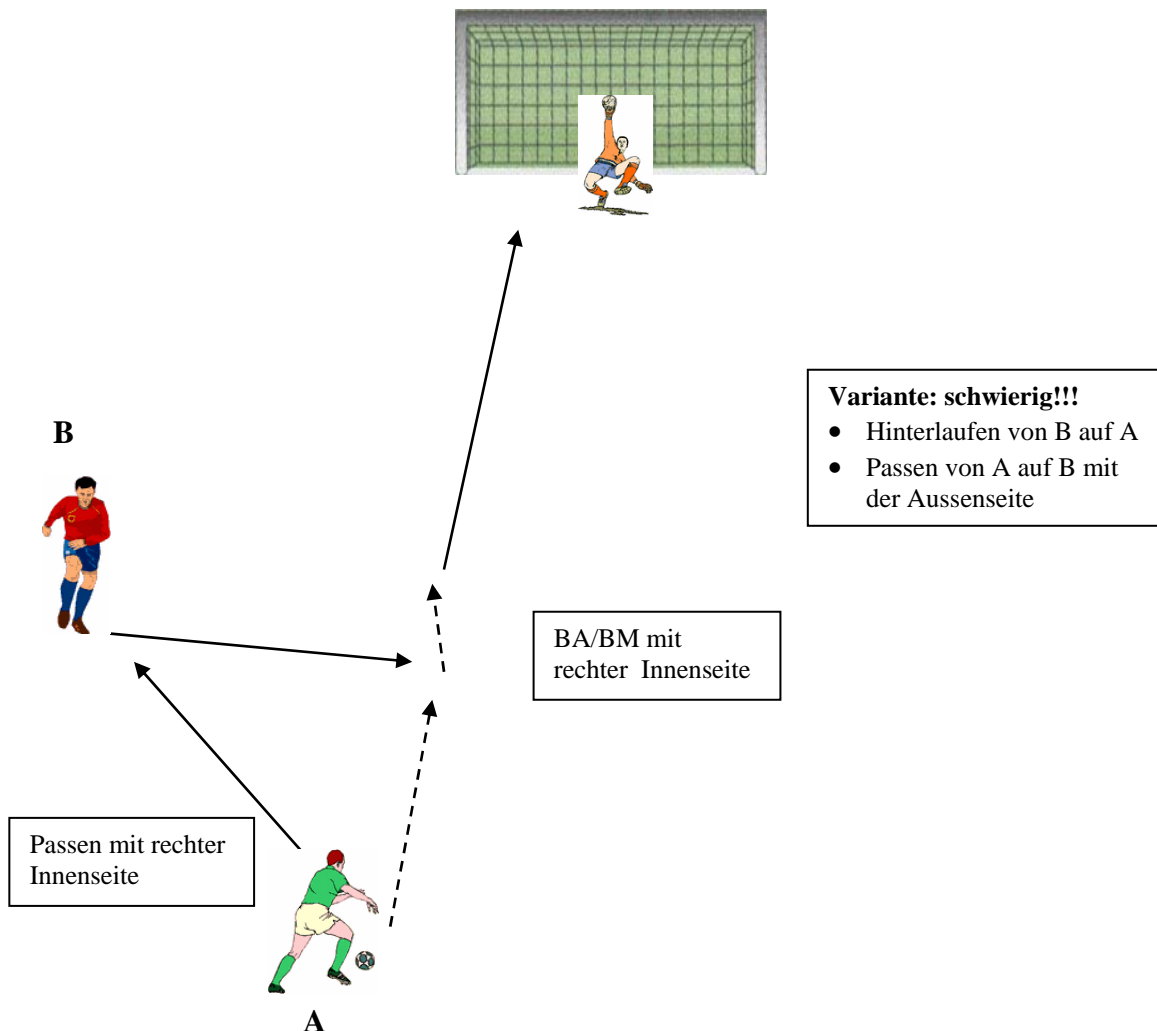 Variante: schwierig!!!
• Hinterlaufen von B auf A
• Passen von A auf B mit
der Aussenseite
B
BA/BM mit
rechter Innenseite
Passen mit rechter
Innenseite
A